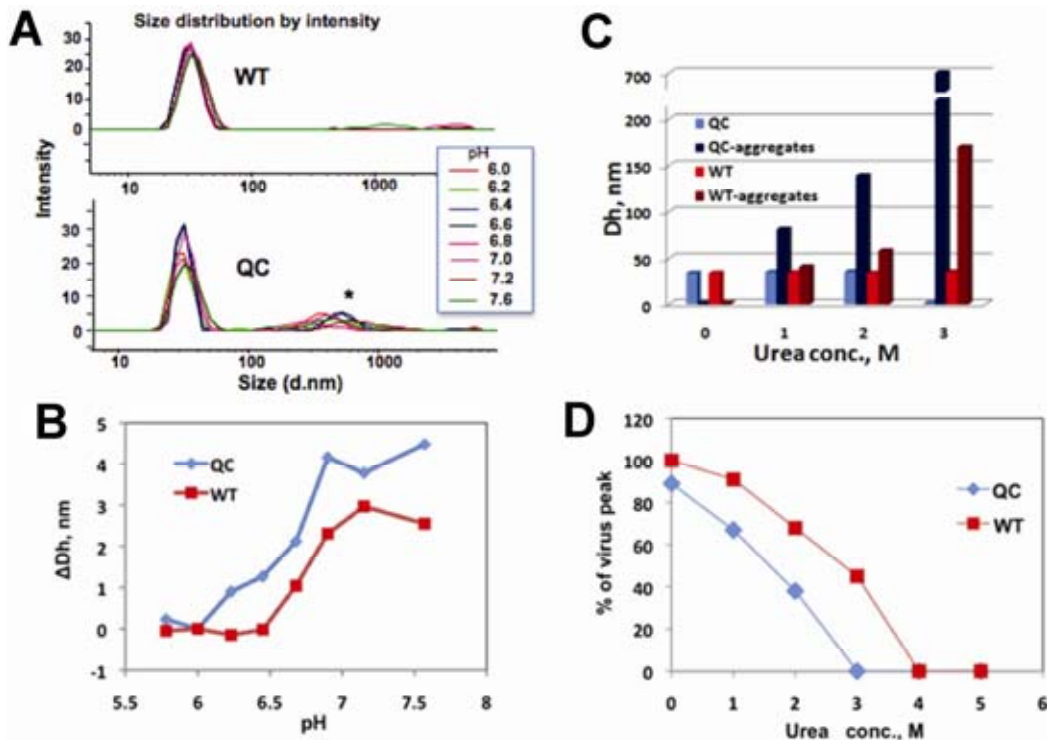 A
Size distribution by intensity
30
20
10
0
WT
10
100
1000
Intensity
30
20
10
0
QC
*
10
100
1000
Size (d.nm)
pH
6.0
6.2
6.4
6.6
6.8
7.0
7.2
7.6
B
5
4
3
2
1
0
-1
ΔDh, nm
QC
WT
5.5
6
6.5
7
7.5
8
pH
C
700
200
150
100
50
0
Dh, nm
QC
QC-aggregates
WT
WT-aggregates
0
1
2
3
Urea conc., M
D
120
100
80
60
40
20
0
% of virus peak
QC
WT
0
1
2
3
4
5
6
Urea conc., M